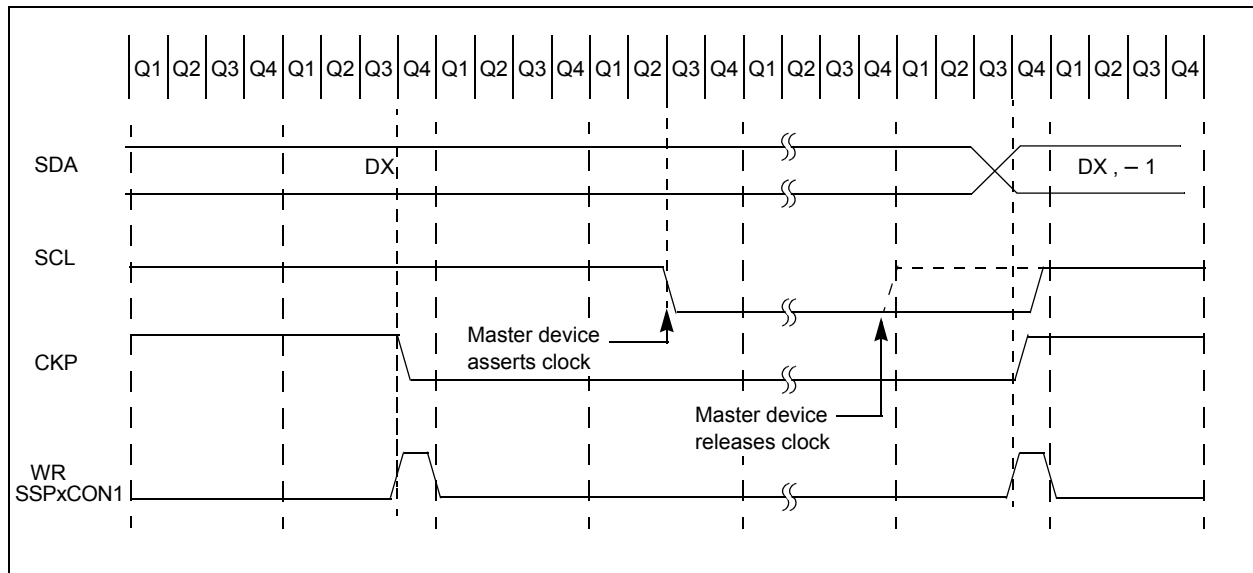 Q1 Q2 Q3 Q4 Q1 Q2 Q3 Q4 Q1 Q2 Q3 Q4 Q1 Q2 Q3 Q4 Q1 Q2 Q3 Q4 Q1 Q2 Q3 Q4 Q1 Q2 Q3 Q4
SDA
DX
DX , – 1
SCL
Master device
asserts clock
CKP
Master device
releases clock
WR
SSPxCON1